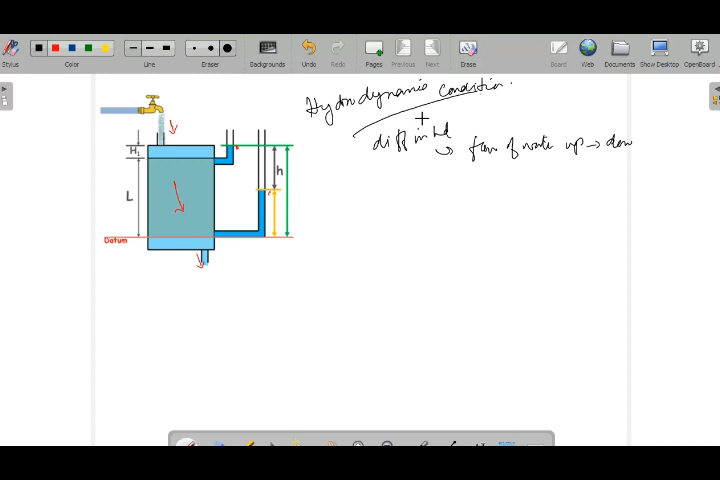 Stylus
Color
Line
Eraser
Backgrounds
Undo
Redo
Pages
Previous
Next
Erase
Board
Web
Documents
Show Desktop
OpenBoard
Hydrodynamic condition.
+
diff in hd
↪ flow of water up → down
H₁
L
h
Datum